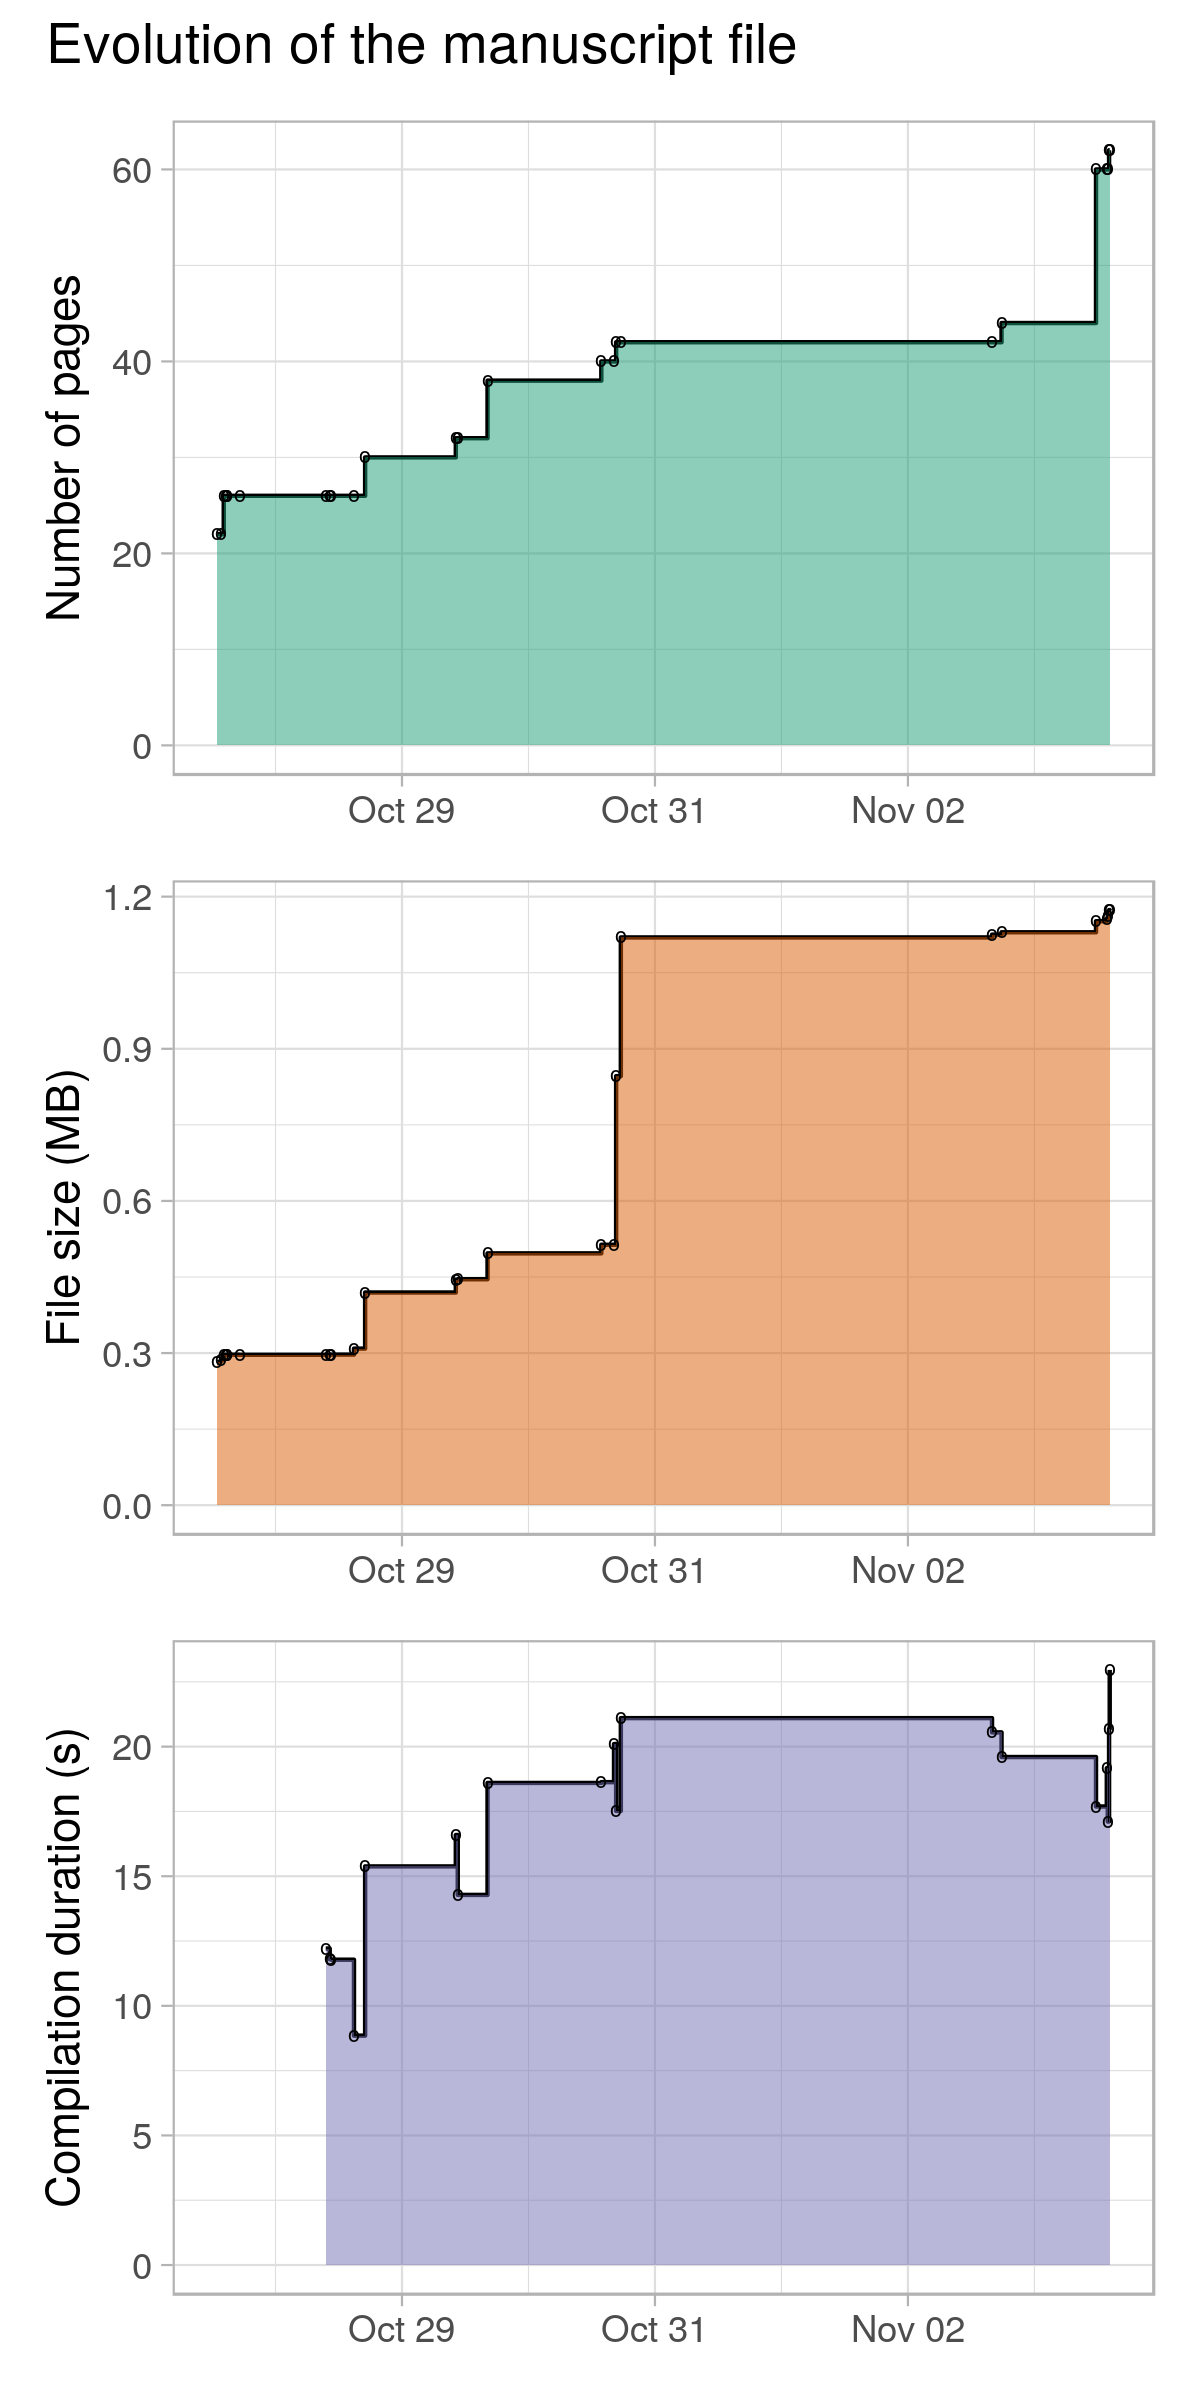 Evolution of the manuscript file
Number of pages
60
40
20
0
Oct 29 Oct 31 Nov 02
File size (MB)
1.2
0.9
0.6
0.3
0.0
Oct 29 Oct 31 Nov 02
Compilation duration (s)
20
15
10
5
0
Oct 29 Oct 31 Nov 02